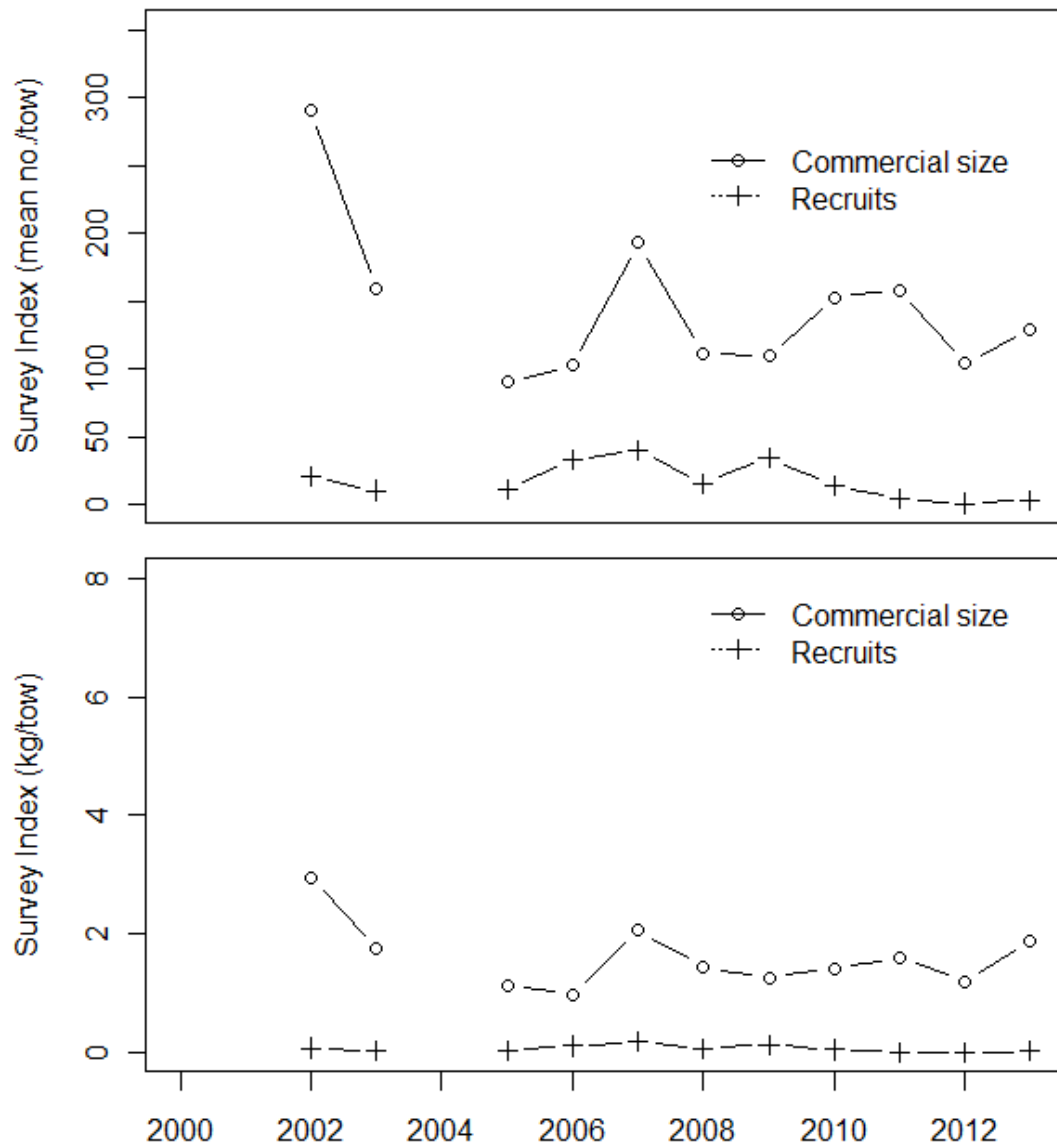 Survey Index (mean no./tow)
300
200
100
50
0
Commercial size
Recruits
Survey Index (kg/tow)
8
6
4
2
0
Commercial size
Recruits
2000 2002 2004 2006 2008 2010 2012